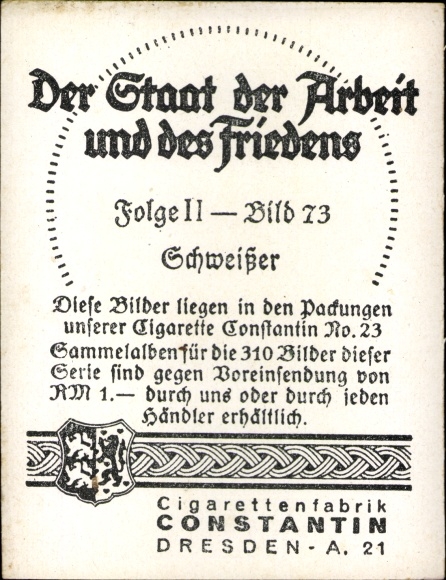 Der Staat der Arbeit
und des Friedens
Folge II — Bild 73
Schweißer
Diese Bilder liegen in den Packungen
unserer Cigarette Constantin No. 23
Sammelalben für die 310 Bilder dieser
Serie sind gegen Voreinsendung von
RM 1.— durch uns oder durch jeden
Händler erhältlich.
Cigarettenfabrik
CONSTANTIN
DRESDEN-A. 21